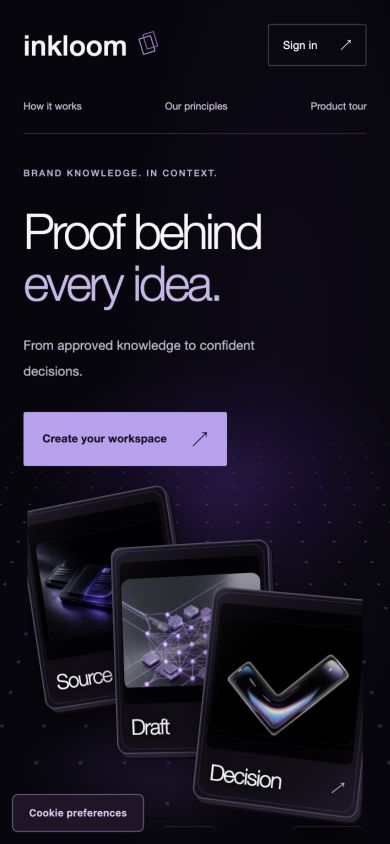 inkloom
Sign in
How it works
Our principles
Product tour
BRAND KNOWLEDGE. IN CONTEXT.
Proof behind
every idea.
From approved knowledge to confident
decisions.
Create your workspace
Source
Draft
Decision
Cookie preferences